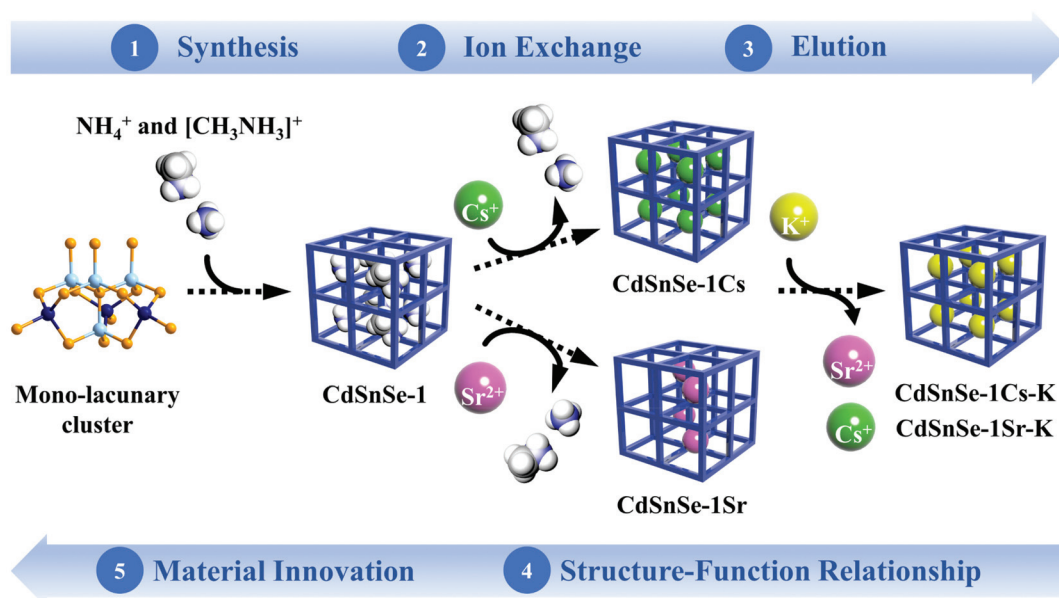 1 Synthesis
2 Ion Exchange
3 Elution
NH₄⁺ and [CH₃NH₃]⁺
Cs⁺
K⁺
CdSnSe-1Cs
Mono-lacunary
cluster
CdSnSe-1
Sr²⁺
Sr²⁺
Cs⁺
CdSnSe-1Cs-K
CdSnSe-1Sr-K
CdSnSe-1Sr
5 Material Innovation
4 Structure-Function Relationship